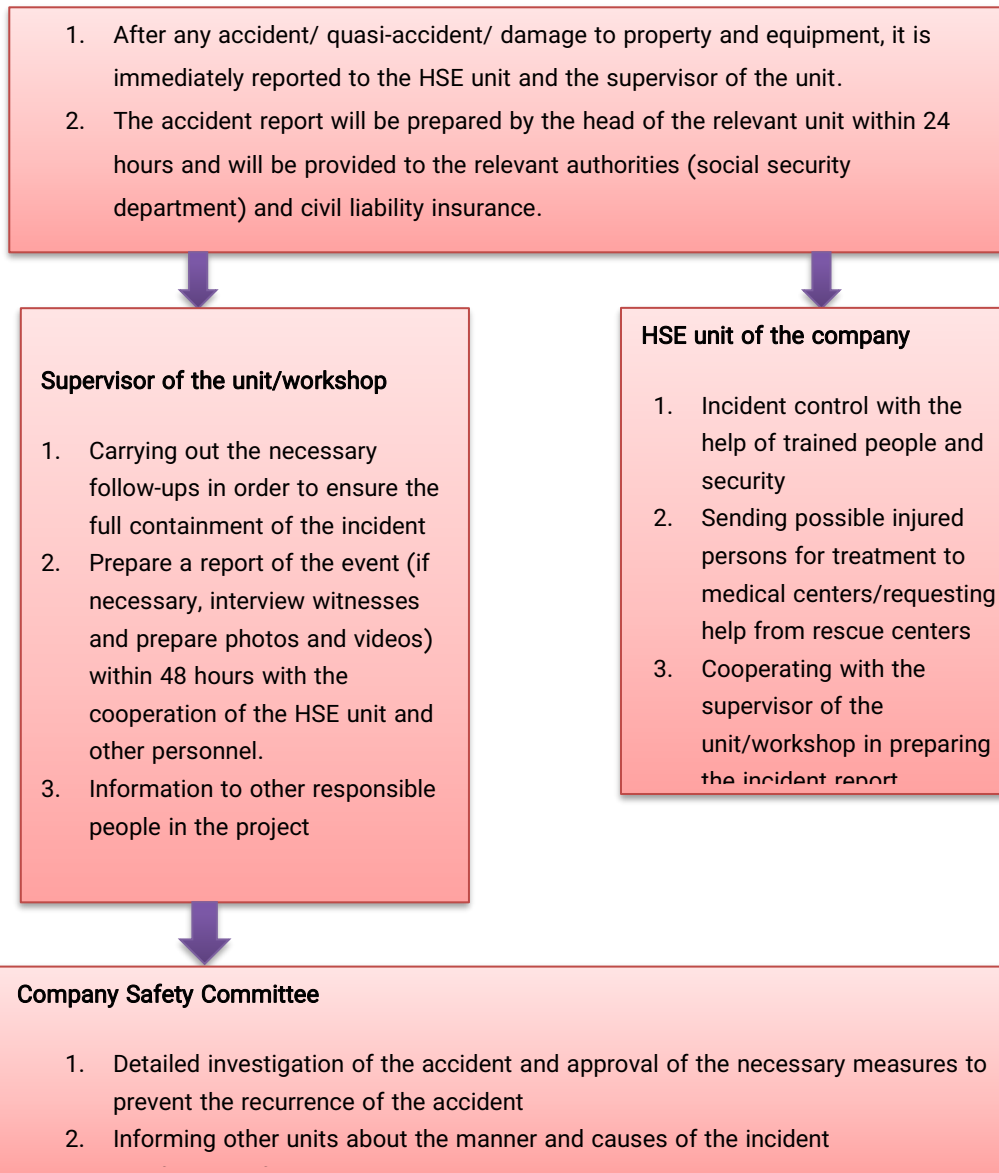 1. After any accident/ quasi-accident/ damage to property and equipment, it is
immediately reported to the HSE unit and the supervisor of the unit.
2. The accident report will be prepared by the head of the relevant unit within 24
hours and will be provided to the relevant authorities (social security
department) and civil liability insurance.
Supervisor of the unit/workshop
1. Carrying out the necessary
follow-ups in order to ensure the
full containment of the incident
2. Prepare a report of the event (if
necessary, interview witnesses
and prepare photos and videos)
within 48 hours with the
cooperation of the HSE unit and
other personnel.
3. Information to other responsible
people in the project
HSE unit of the company
1. Incident control with the
help of trained people and
security
2. Sending possible injured
persons for treatment to
medical centers/requesting
help from rescue centers
3. Cooperating with the
supervisor of the
unit/workshop in preparing
the incident report
Company Safety Committee
1. Detailed investigation of the accident and approval of the necessary measures to
prevent the recurrence of the accident
2. Informing other units about the manner and causes of the incident